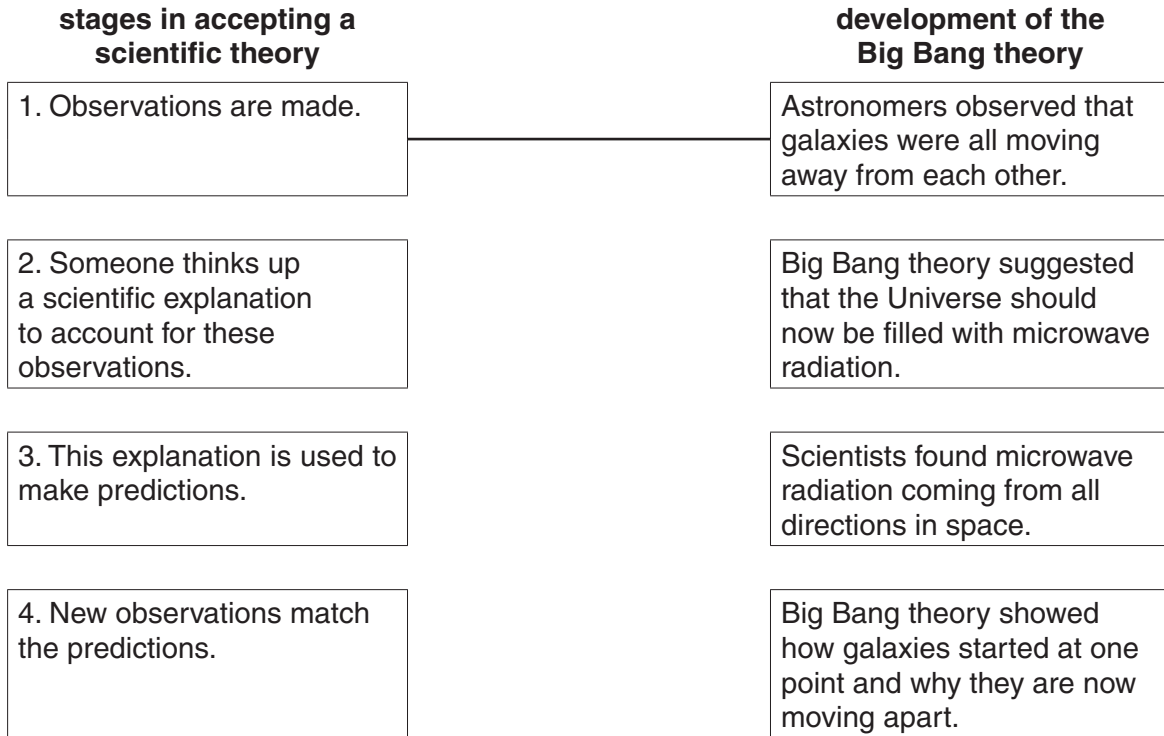 stages in accepting a
scientific theory
development of the
Big Bang theory
1. Observations are made.
Astronomers observed that
galaxies were all moving
away from each other.
2. Someone thinks up
a scientific explanation
to account for these
observations.
Big Bang theory suggested
that the Universe should
now be filled with microwave
radiation.
3. This explanation is used to
make predictions.
Scientists found microwave
radiation coming from all
directions in space.
4. New observations match
the predictions.
Big Bang theory showed
how galaxies started at one
point and why they are now
moving apart.